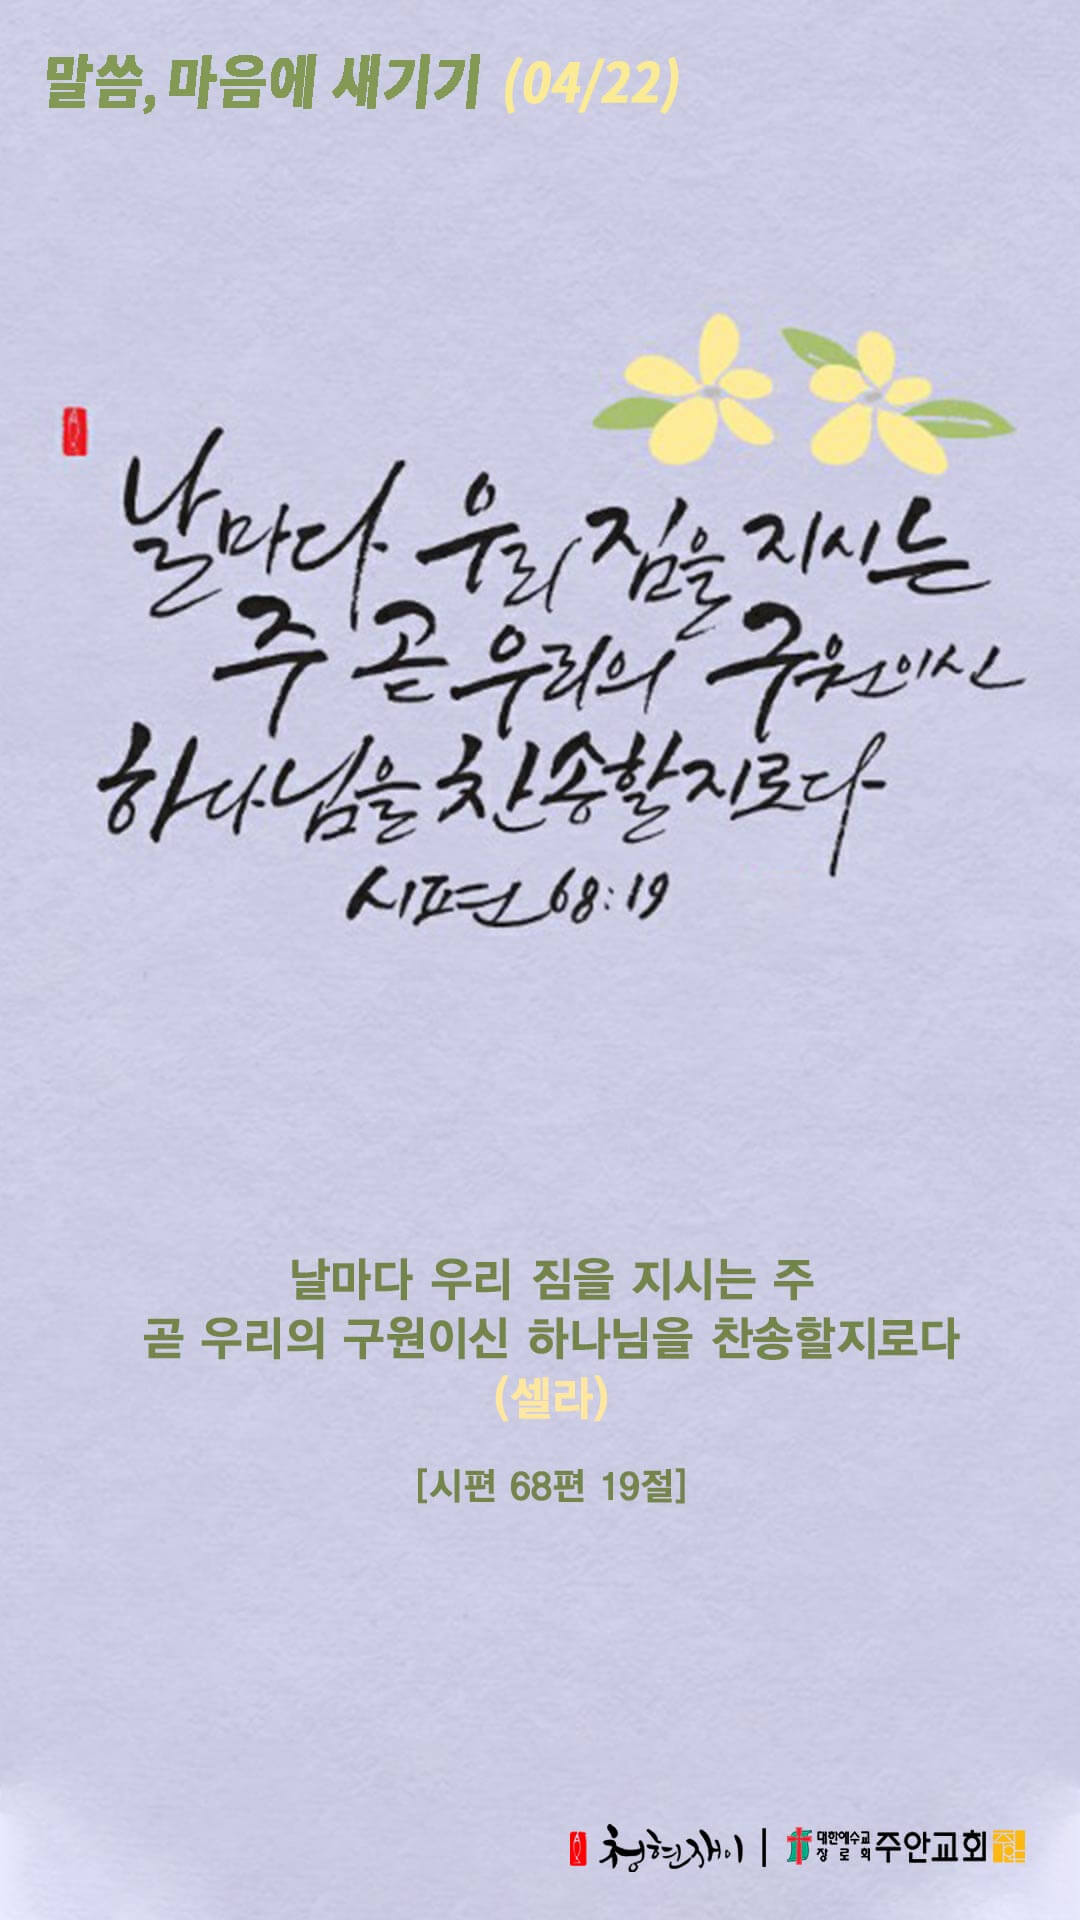 말씀, 마음에 새기기 (04/22)
날마다 우리 짐을 지시는
주 곧 우리의 구원이신
하나님을 찬송할지로다
시편 68:19
날마다 우리 짐을 지시는 주
곧 우리의 구원이신 하나님을 찬송할지로다
(셀라)
[시편 68편 19절]
청현재이 | 대한예수교 장로회 주안교회